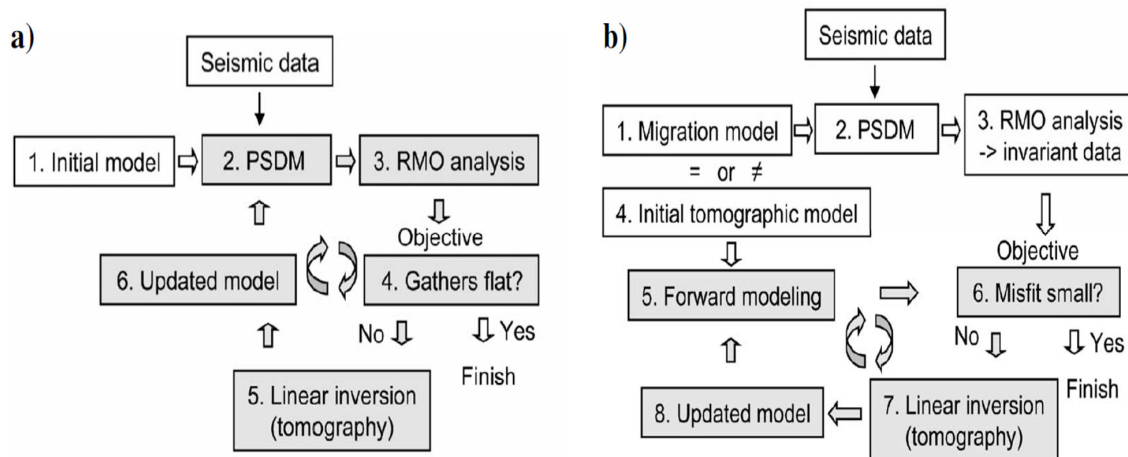 a)
Seismic data
1. Initial model
2. PSDM
3. RMO analysis
Objective
6. Updated model
4. Gathers flat?
No
Yes
Finish
5. Linear inversion
(tomography)
b)
Seismic data
1. Migration model
2. PSDM
3. RMO analysis
-> invariant data
= or ≠
4. Initial tomographic model
Objective
5. Forward modeling
6. Misfit small?
No
Yes
Finish
8. Updated model
7. Linear inversion
(tomography)